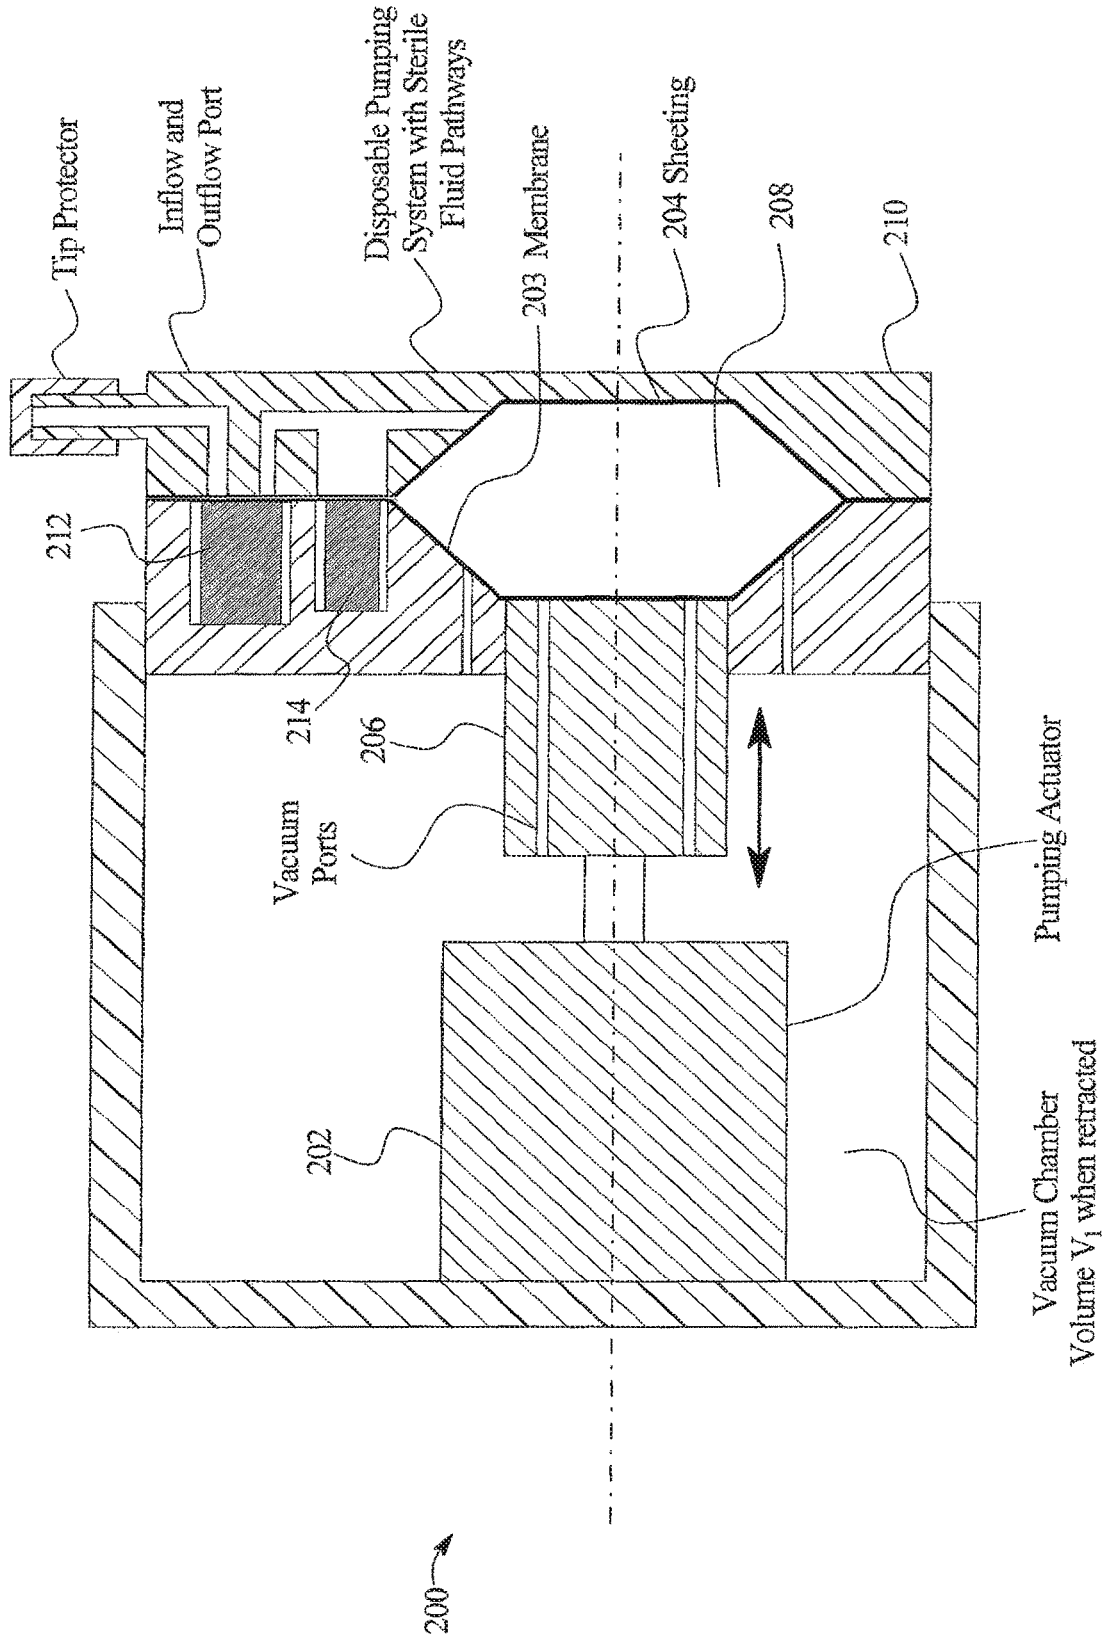 Tip Protector
Inflow and
Outflow Port
Disposable Pumping
System with Sterile
Fluid Pathways
203 Membrane
204 Sheeting
208
210
212
214
206
Vacuum
Ports
202
Pumping Actuator
Vacuum Chamber
Volume V₁ when retracted
200